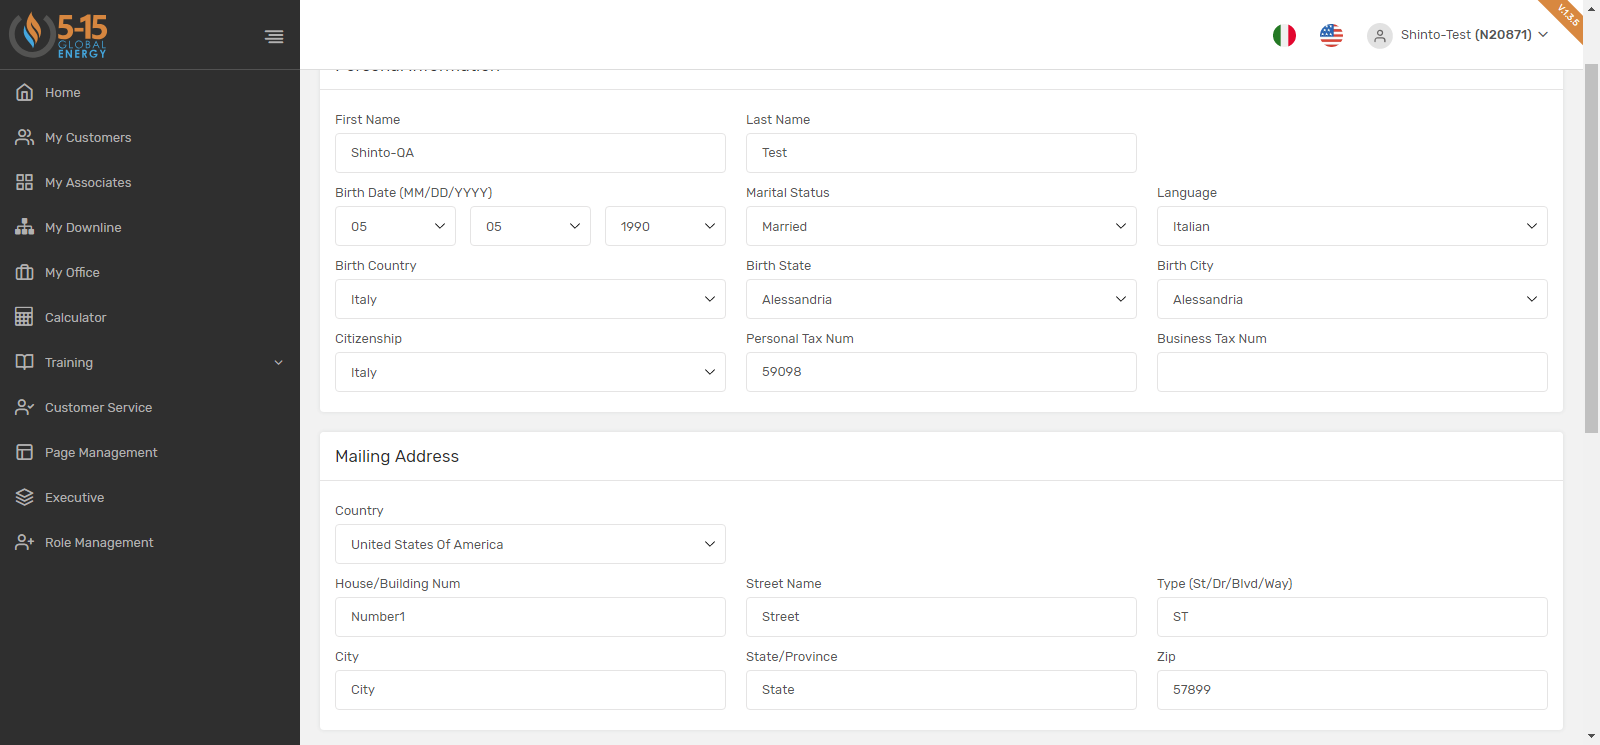 5-15
GLOBAL
ENERGY
V.1.3.5
Shinto-Test (N20871)
Home
My Customers
My Associates
My Downline
My Office
Calculator
Training
Customer Service
Page Management
Executive
Role Management
Personal Information
First Name
Last Name
Shinto-QA
Test
Birth Date (MM/DD/YYYY)
Marital Status
Language
05
05
1990
Married
Italian
Birth Country
Birth State
Birth City
Italy
Alessandria
Alessandria
Citizenship
Personal Tax Num
Business Tax Num
Italy
59098
Mailing Address
Country
United States Of America
House/Building Num
Street Name
Type (St/Dr/Blvd/Way)
Number1
Street
ST
City
State/Province
Zip
City
State
57899